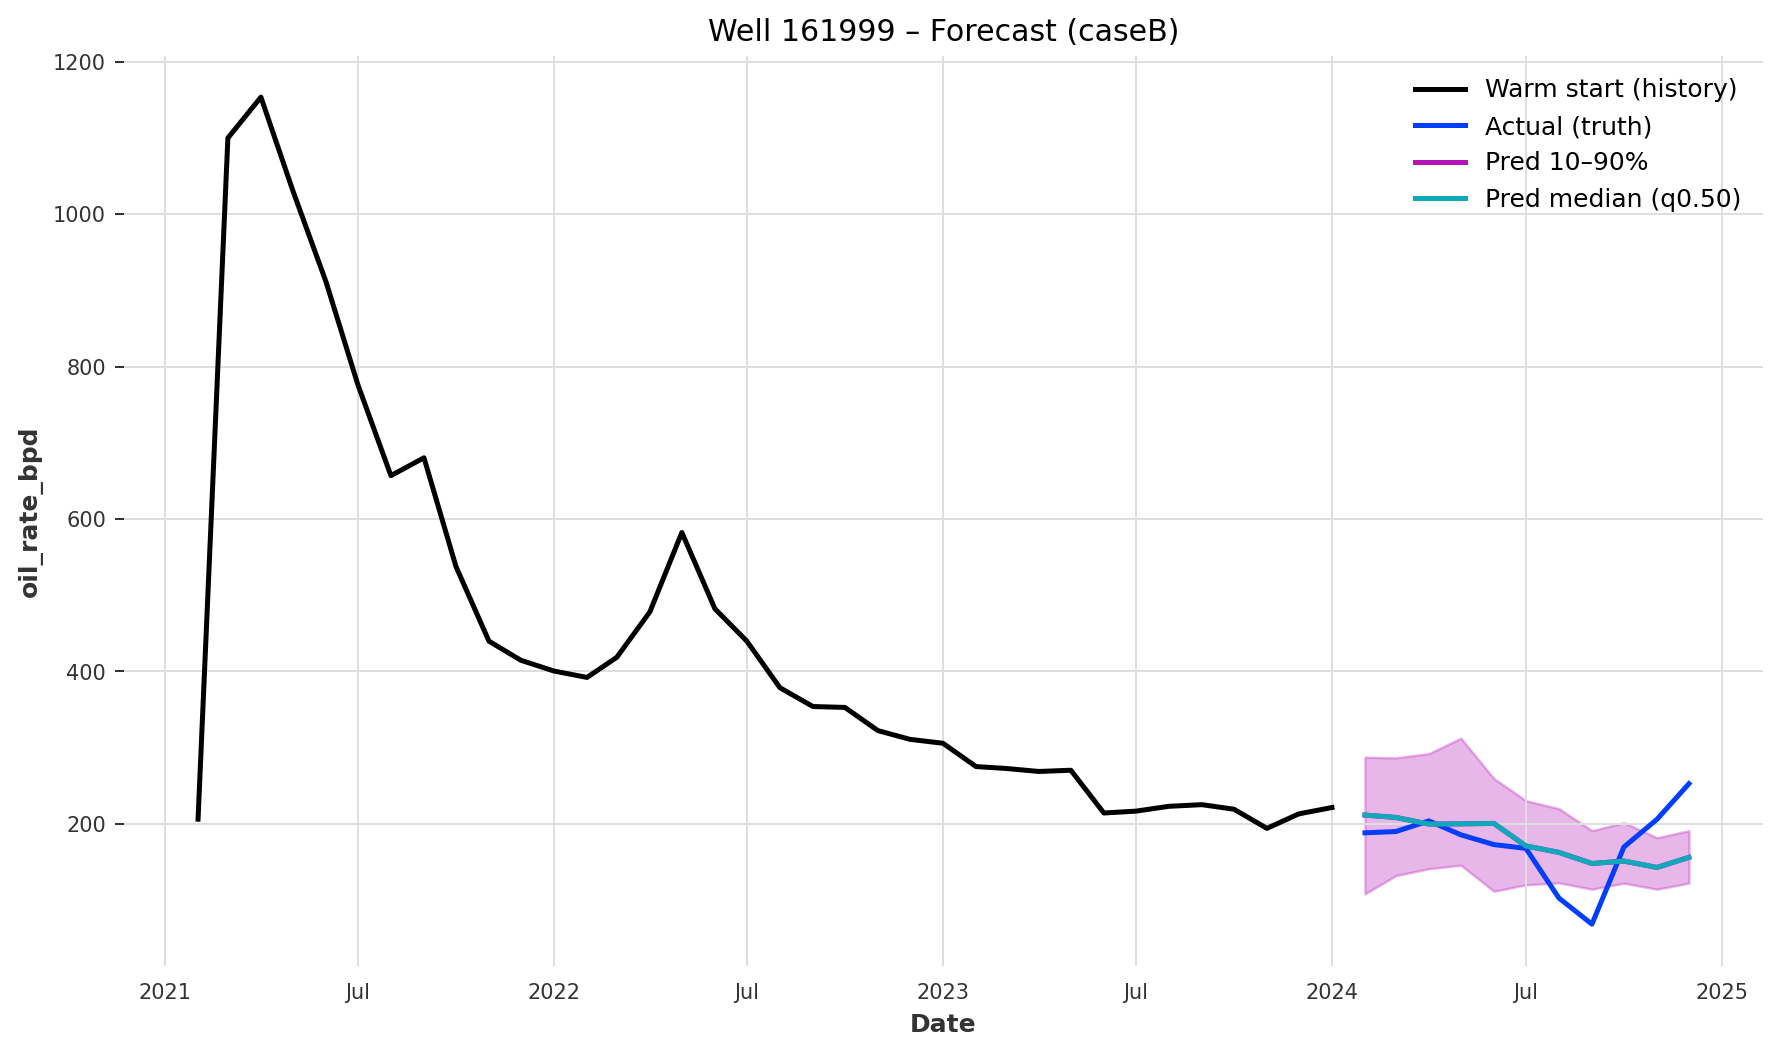 Well 161999 – Forecast (caseB)
Warm start (history)
Actual (truth)
Pred 10–90%
Pred median (q0.50)
oil_rate_bpd
1200
1000
800
600
400
200
2021
Jul
2022
Jul
2023
Jul
2024
Jul
2025
Date